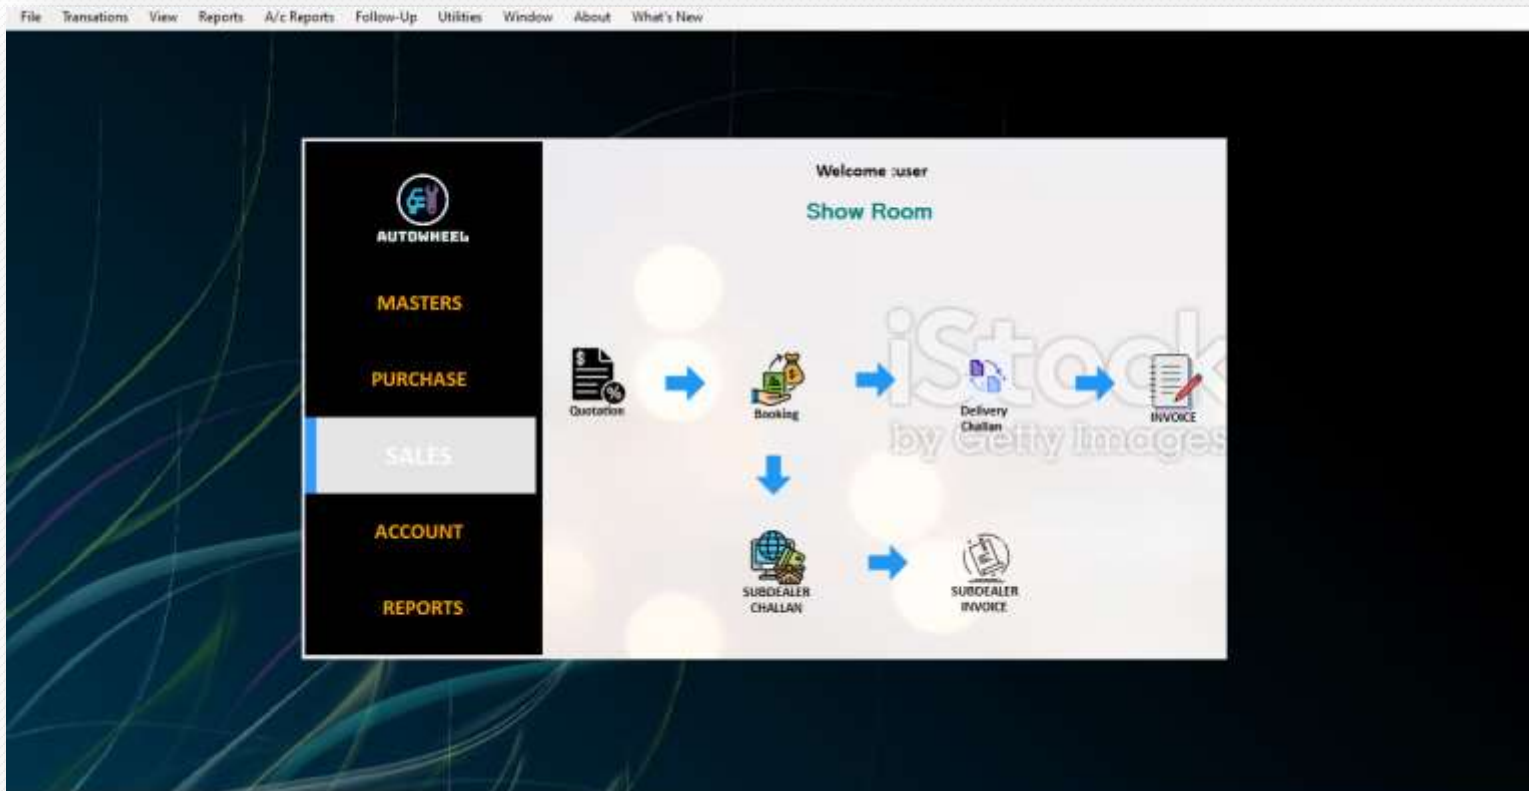 File Transations View Reports A/c Reports Follow-Up Utilities Window About What's New
Welcome :user
Show Room
AUTOWHEEL
MASTERS
PURCHASE
SALES
ACCOUNT
REPORTS
Quotation
Booking
Delivery
Challan
INVOICE
SUBDEALER
CHALLAN
SUBDEALER
INVOICE
iStock
by Getty Images